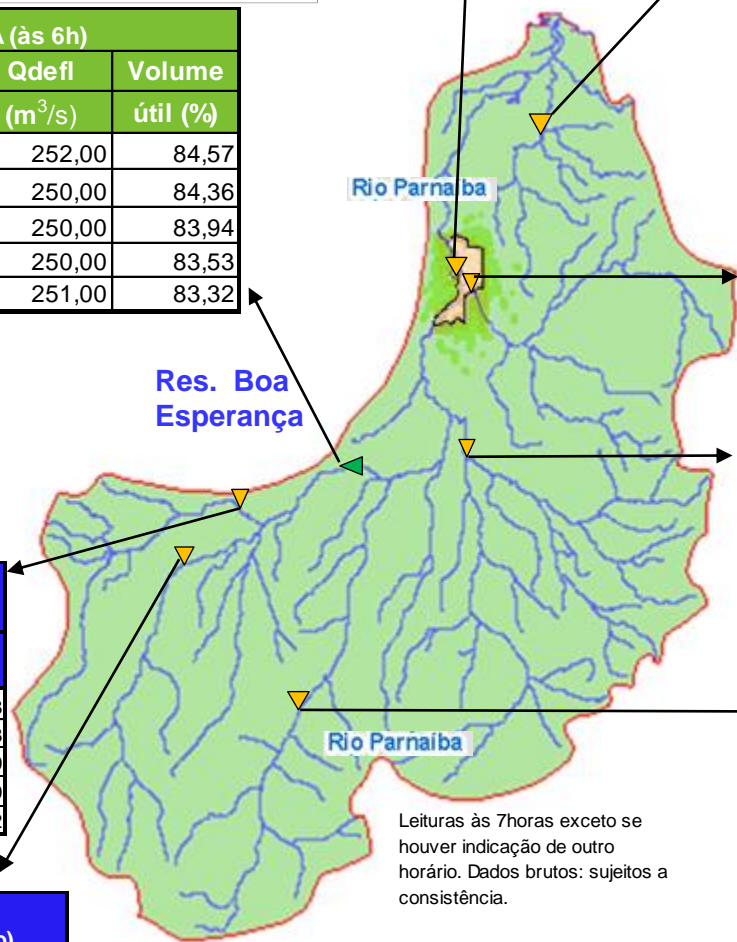 (às 6h)
Qdefl Volume
(m³/s) útil (%)
252,00 84,57
250,00 84,36
250,00 83,94
250,00 83,53
251,00 83,32
Rio Parnaíba
Res. Boa
Esperança
Rio Parnaíba
Leituras às 7horas exceto se
houver indicação de outro
horário. Dados brutos: sujeitos a
consistência.